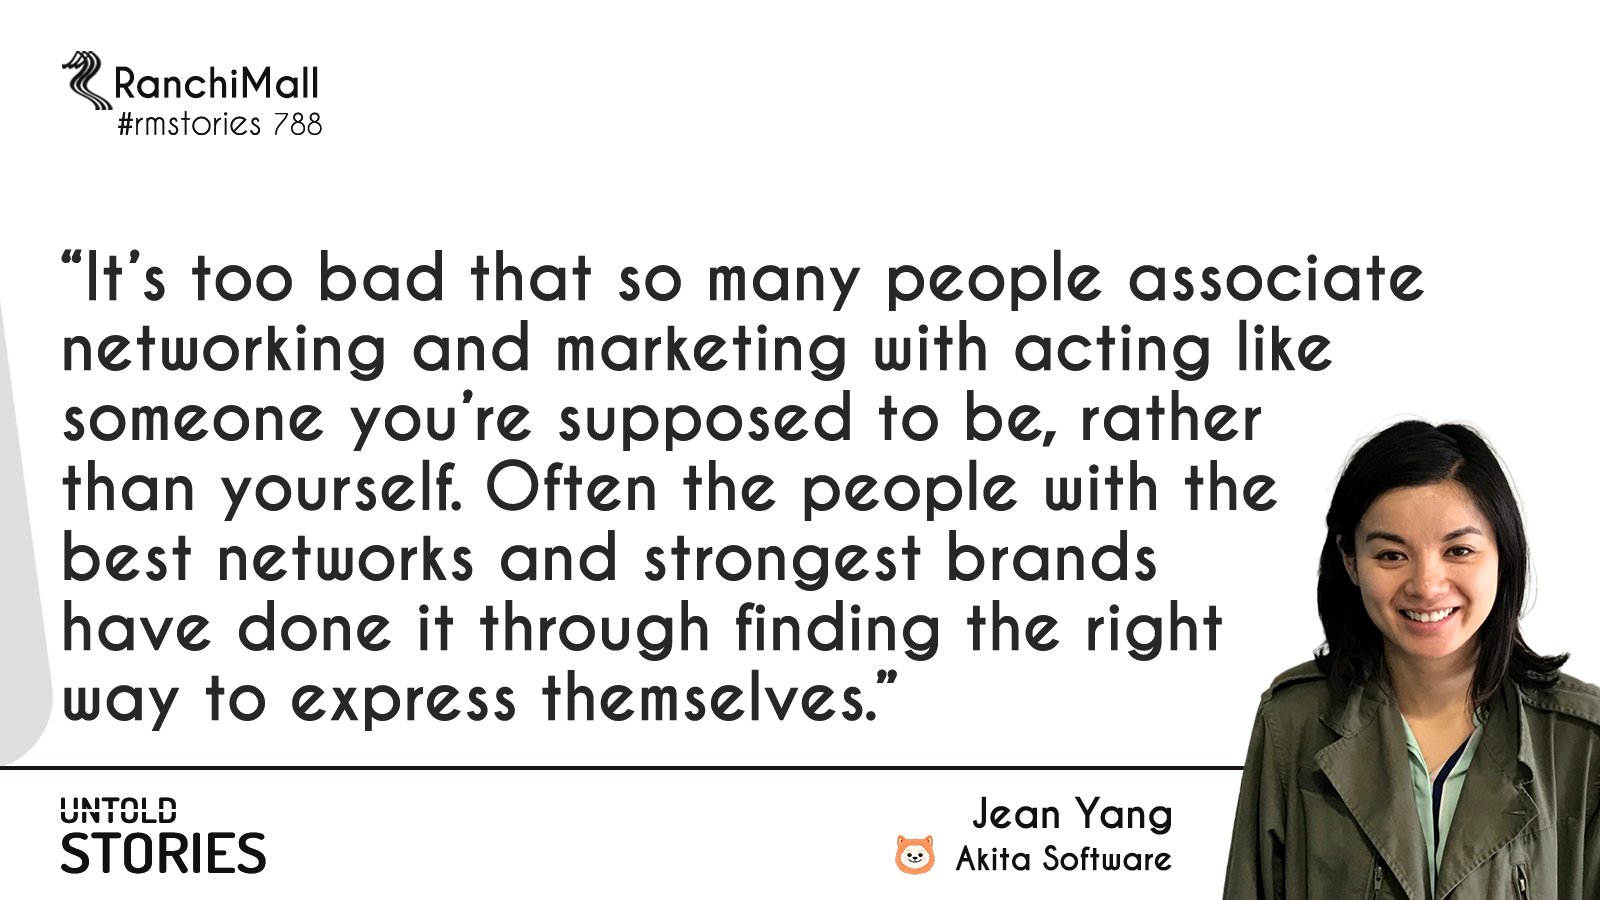 RanchiMall
#rmstories 788
“It’s too bad that so many people associate
networking and marketing with acting like
someone you’re supposed to be, rather
than yourself. Often the people with the
best networks and strongest brands
have done it through finding the right
way to express themselves.”
UNTOLD
STORIES
Jean Yang
Akita Software